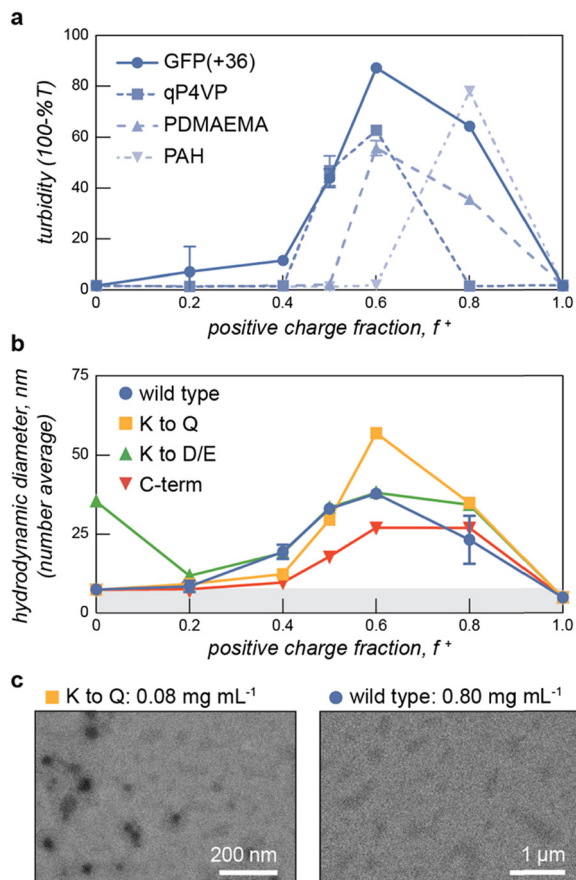 a
100
80
60
40
20
0
turbidity (100-%T)
GFP(+36)
qP4VP
PDMAEMA
PAH
0 0.2 0.4 0.6 0.8 1.0
positive charge fraction, f +
b
75
50
25
0
hydrodynamic diameter, nm
(number average)
wild type
K to Q
K to D/E
C-term
0 0.2 0.4 0.6 0.8 1.0
positive charge fraction, f +
c
K to Q: 0.08 mg mL⁻¹ wild type: 0.80 mg mL⁻¹
200 nm 1 μm